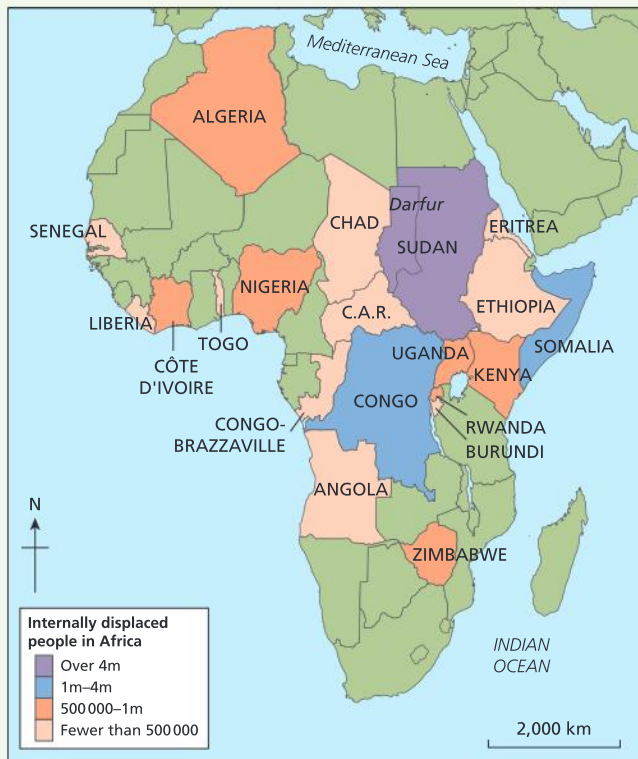 Mediterranean Sea
ALGERIA
Darfur
CHAD
SENEGAL
ERITREA
SUDAN
NIGERIA
ETHIOPIA
C.A.R.
LIBERIA
TOGO
SOMALIA
UGANDA
CÔTE
D'IVOIRE
KENYA
CONGO
CONGO-
BRAZZAVILLE
RWANDA
BURUNDI
ANGOLA
N
ZIMBABWE
Internally displaced
people in Africa
Over 4m
1m–4m
500 000–1m
Fewer than 500 000
INDIAN
OCEAN
2,000 km